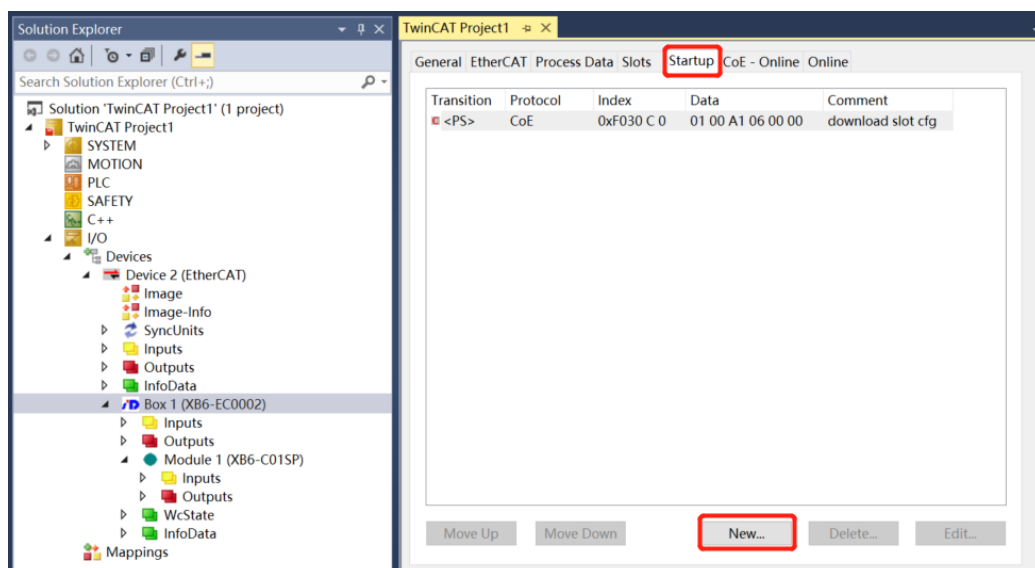 Solution Explorer
Search Solution Explorer (Ctrl+;)
Solution 'TwinCAT Project1' (1 project)
TwinCAT Project1
SYSTEM
MOTION
PLC
SAFETY
C++
I/O
Devices
Device 2 (EtherCAT)
Image
Image-Info
SyncUnits
Inputs
Outputs
InfoData
Box 1 (XB6-EC0002)
Inputs
Outputs
Module 1 (XB6-C01SP)
Inputs
Outputs
WcState
InfoData
Mappings
TwinCAT Project1
General EtherCAT Process Data Slots Startup CoE - Online Online
Transition Protocol Index Data Comment
<PS> CoE 0xF030 C 0 01 00 A1 06 00 00 download slot cfg
Move Up Move Down New... Delete... Edit...